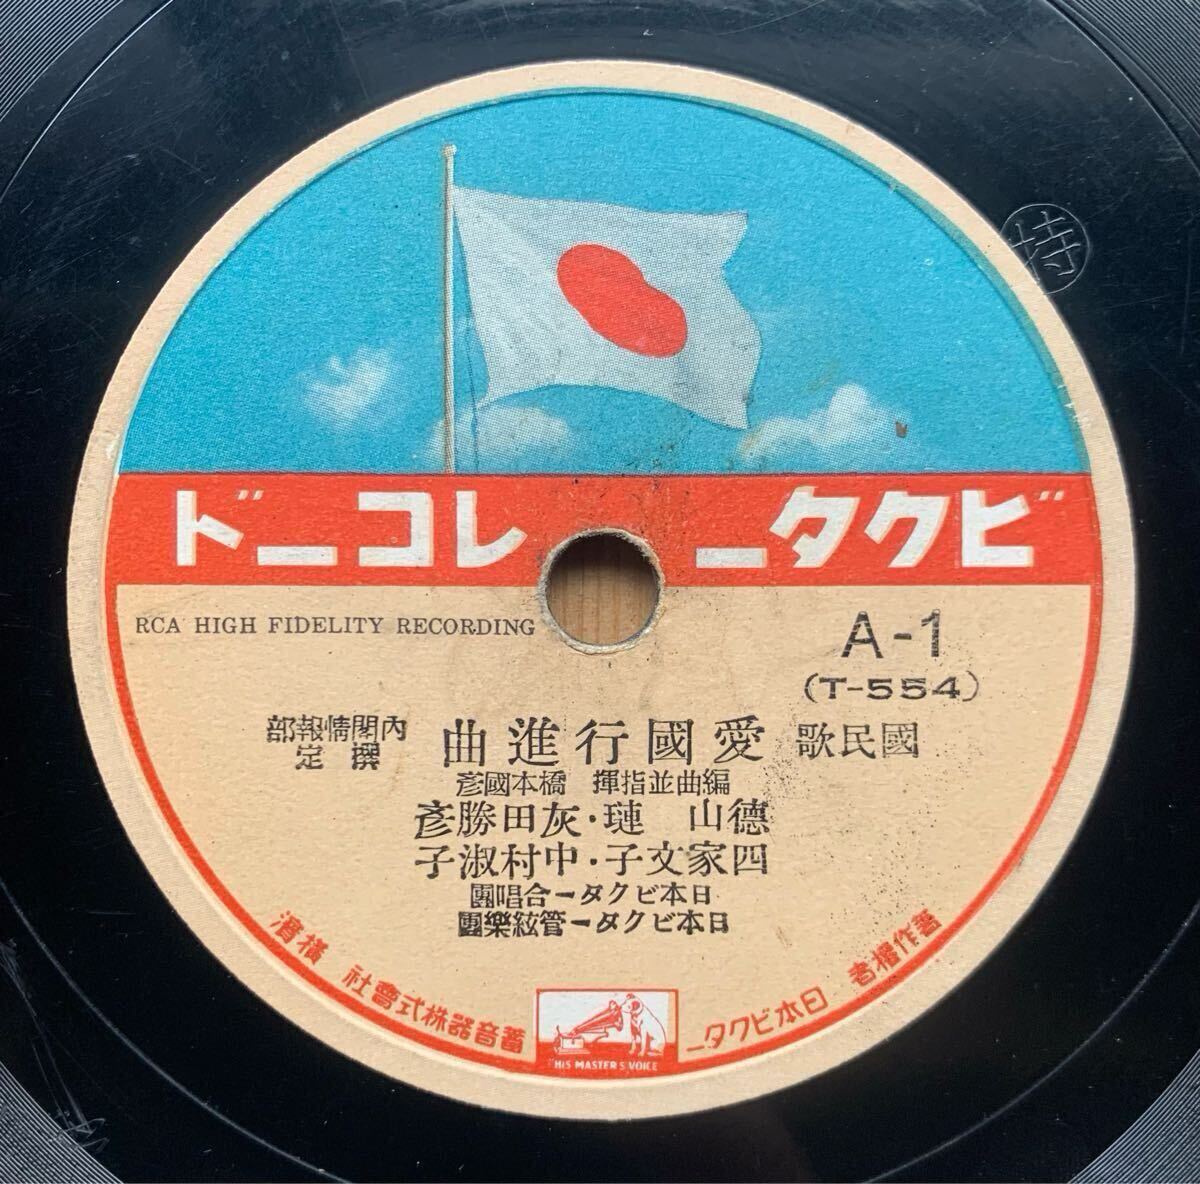 ビクターレコード
RCA HIGH FIDELITY RECORDING
A-1
(T-554)
國民歌 愛國行進曲 內閣情報部撰定
編曲並指揮 橋本國彥
德山 璉・灰田勝彥
四家文子・中村淑子
日本ビクター合唱團
日本ビクター管絃樂團
著作權者 日本ビクター蓄音器株式會社 橫濱
HIS MASTER'S VOICE